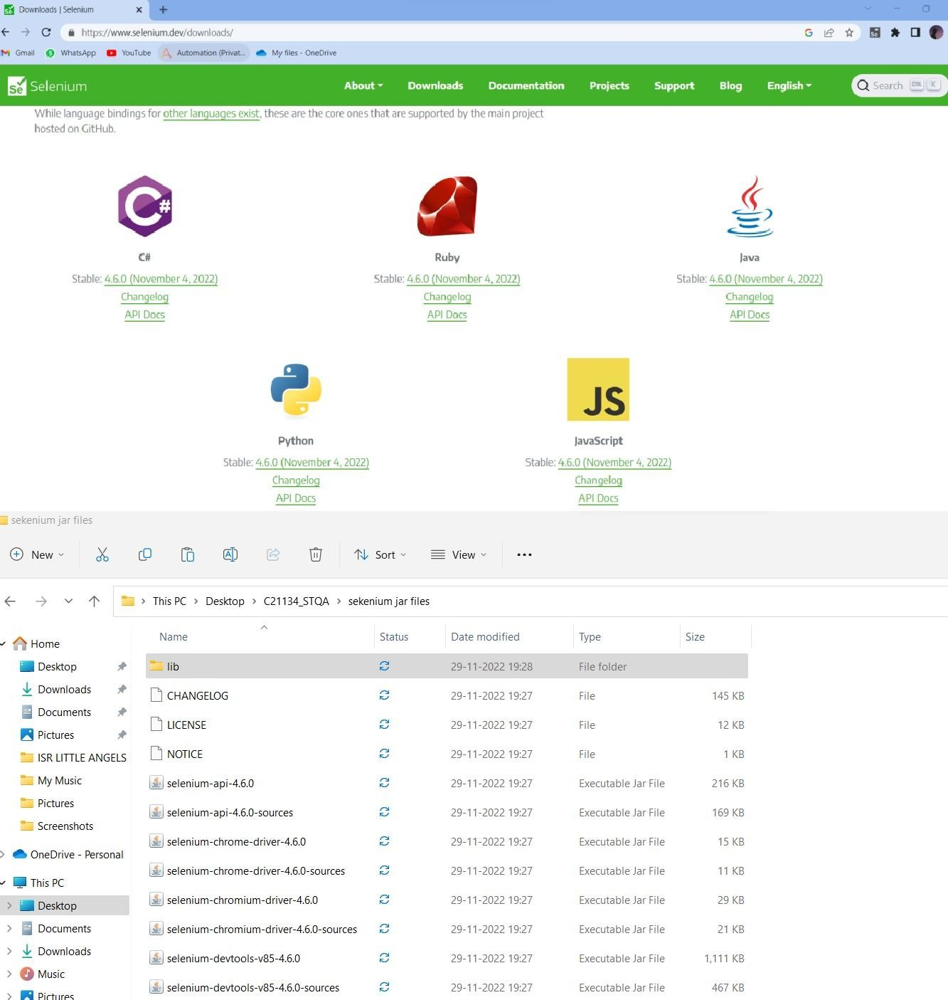 Downloads | Selenium
https://www.selenium.dev/downloads/
Gmail WhatsApp YouTube Automation (Privat... My files - OneDrive
Se Selenium About Downloads Documentation Projects Support Blog English Search CTRL K
While language bindings for other languages exist, these are the core ones that are supported by the main project
hosted on GitHub.
C#
Stable: 4.6.0 (November 4, 2022)
Changelog
API Docs
Ruby
Stable: 4.6.0 (November 4, 2022)
Changelog
API Docs
Java
Stable: 4.6.0 (November 4, 2022)
Changelog
API Docs
JS
Python
Stable: 4.6.0 (November 4, 2022)
Changelog
API Docs
JavaScript
Stable: 4.6.0 (November 4, 2022)
Changelog
API Docs
sekenium jar files
New Sort View
This PC > Desktop > C21134_STQA > sekenium jar files
Home
Desktop
Downloads
Documents
Pictures
ISR LITTLE ANGELS
My Music
Pictures
Screenshots
OneDrive - Personal
This PC
Desktop
Documents
Downloads
Music
Pictures
Name Status Date modified Type Size
lib 29-11-2022 19:28 File folder
CHANGELOG 29-11-2022 19:27 File 145 KB
LICENSE 29-11-2022 19:27 File 12 KB
NOTICE 29-11-2022 19:27 File 1 KB
selenium-api-4.6.0 29-11-2022 19:27 Executable Jar File 216 KB
selenium-api-4.6.0-sources 29-11-2022 19:27 Executable Jar File 169 KB
selenium-chrome-driver-4.6.0 29-11-2022 19:27 Executable Jar File 15 KB
selenium-chrome-driver-4.6.0-sources 29-11-2022 19:27 Executable Jar File 11 KB
selenium-chromium-driver-4.6.0 29-11-2022 19:27 Executable Jar File 29 KB
selenium-chromium-driver-4.6.0-sources 29-11-2022 19:27 Executable Jar File 21 KB
selenium-devtools-v85-4.6.0 29-11-2022 19:27 Executable Jar File 1,111 KB
selenium-devtools-v85-4.6.0-sources 29-11-2022 19:27 Executable Jar File 467 KB